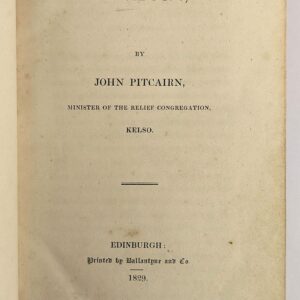 BY
JOHN PITCAIRN,
MINISTER OF THE RELIEF CONGREGATION,
KELSO.
EDINBURGH:
Printed by Ballantyne and Co.
1829.